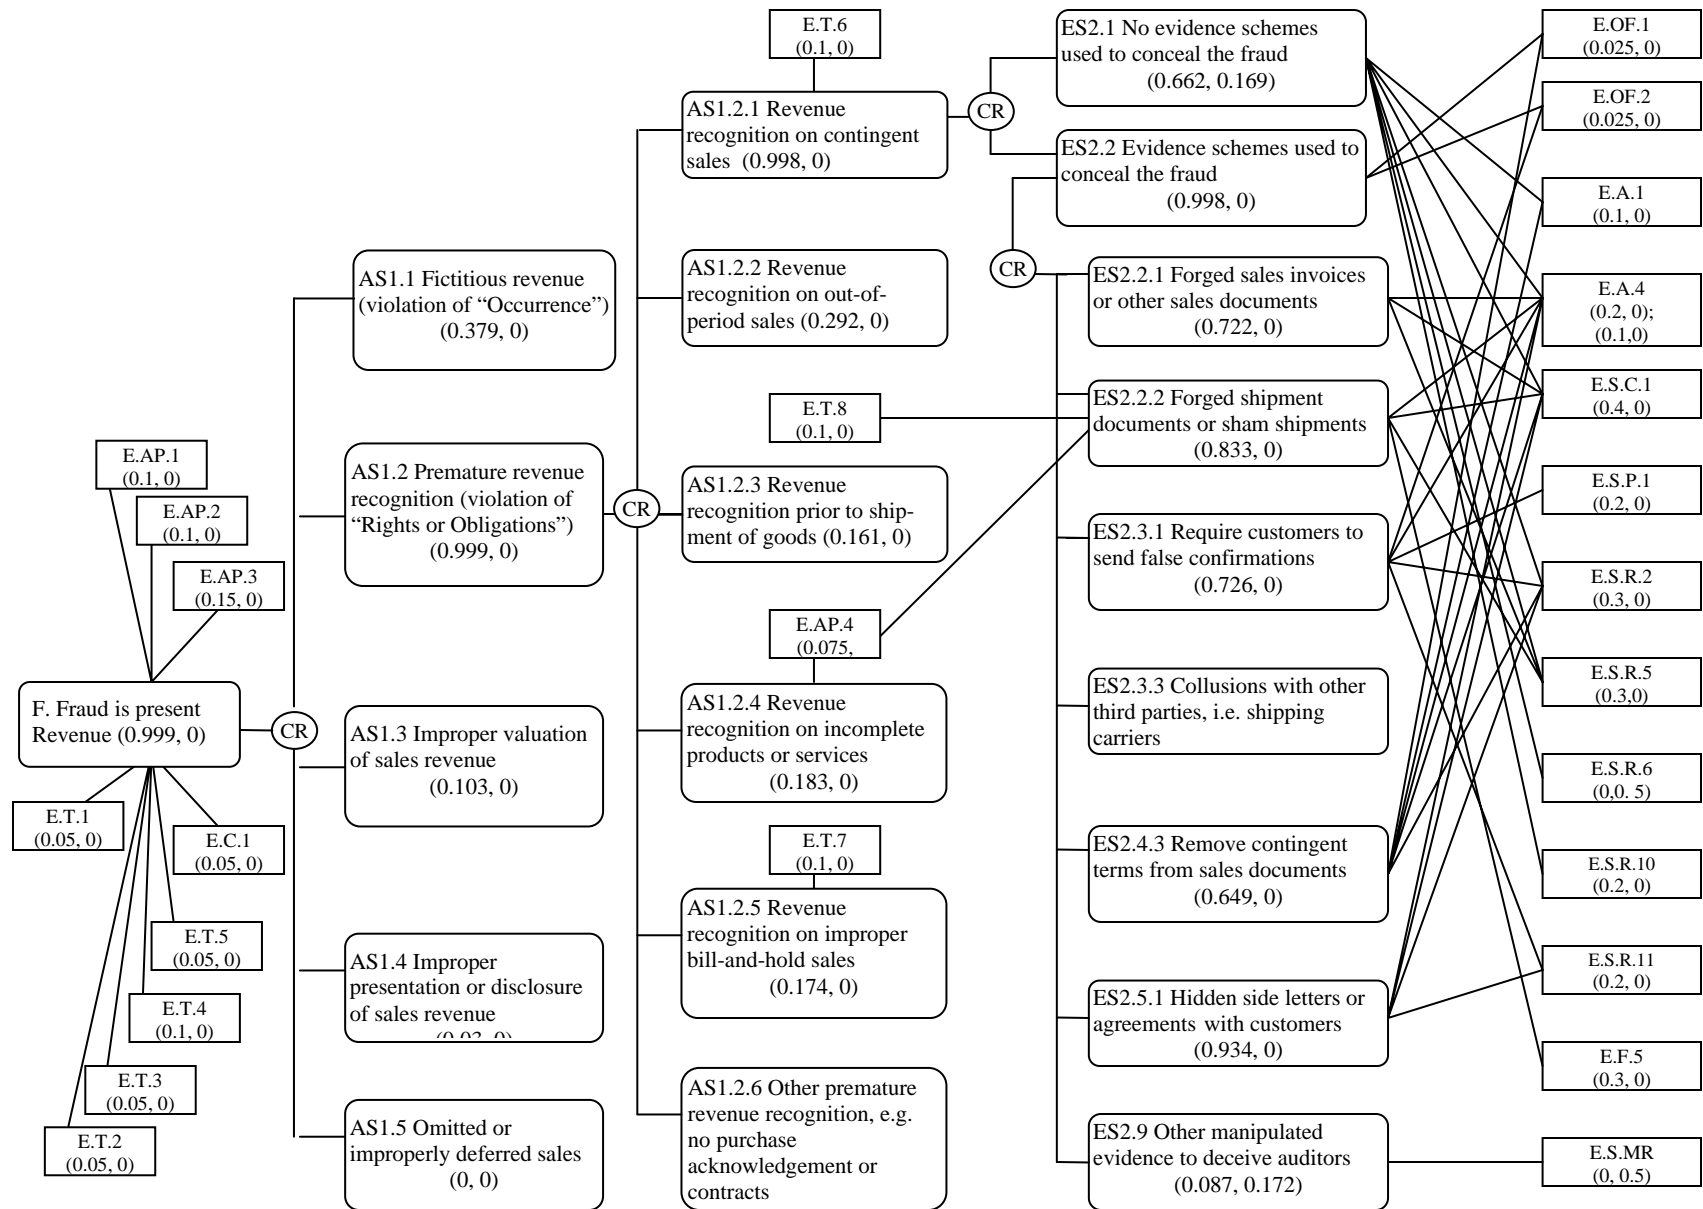 E.T.6
(0.1, 0)
ES2.1 No evidence schemes
used to conceal the fraud
(0.662, 0.169)
E.OF.1
(0.025, 0)
E.OF.2
(0.025, 0)
AS1.2.1 Revenue
recognition on contingent
sales (0.998, 0)
CR
ES2.2 Evidence schemes used to
conceal the fraud
(0.998, 0)
E.A.1
(0.1, 0)
AS1.1 Fictitious revenue
(violation of “Occurrence”)
(0.379, 0)
AS1.2.2 Revenue
recognition on out-of-
period sales (0.292, 0)
CR
ES2.2.1 Forged sales invoices
or other sales documents
(0.722, 0)
E.A.4
(0.2, 0);
(0.1,0)
E.T.8
(0.1, 0)
ES2.2.2 Forged shipment
documents or sham shipments
(0.833, 0)
E.S.C.1
(0.4, 0)
E.AP.1
(0.1, 0)
E.AP.2
(0.1, 0)
E.AP.3
(0.15, 0)
AS1.2 Premature revenue
recognition (violation of
“Rights or Obligations”)
(0.999, 0)
CR
AS1.2.3 Revenue
recognition prior to ship-
ment of goods (0.161, 0)
ES2.3.1 Require customers to
send false confirmations
(0.726, 0)
E.S.P.1
(0.2, 0)
E.S.R.2
(0.3, 0)
E.AP.4
(0.075,
F. Fraud is present
Revenue (0.999, 0)
CR
AS1.3 Improper valuation
of sales revenue
(0.103, 0)
AS1.2.4 Revenue
recognition on incomplete
products or services
(0.183, 0)
ES2.3.3 Collusions with other
third parties, i.e. shipping
carriers
E.S.R.5
(0.3,0)
E.S.R.6
(0,0. 5)
E.T.1
(0.05, 0)
E.C.1
(0.05, 0)
E.T.7
(0.1, 0)
ES2.4.3 Remove contingent
terms from sales documents
(0.649, 0)
E.S.R.10
(0.2, 0)
E.T.5
(0.05, 0)
E.T.4
(0.1, 0)
AS1.4 Improper
presentation or disclosure
of sales revenue
(0.03, 0)
AS1.2.5 Revenue
recognition on improper
bill-and-hold sales
(0.174, 0)
ES2.5.1 Hidden side letters or
agreements with customers
(0.934, 0)
E.S.R.11
(0.2, 0)
E.T.3
(0.05, 0)
E.T.2
(0.05, 0)
AS1.5 Omitted or
improperly deferred sales
(0, 0)
AS1.2.6 Other premature
revenue recognition, e.g.
no purchase
acknowledgement or
contracts
ES2.9 Other manipulated
evidence to deceive auditors
(0.087, 0.172)
E.F.5
(0.3, 0)
E.S.MR
(0, 0.5)